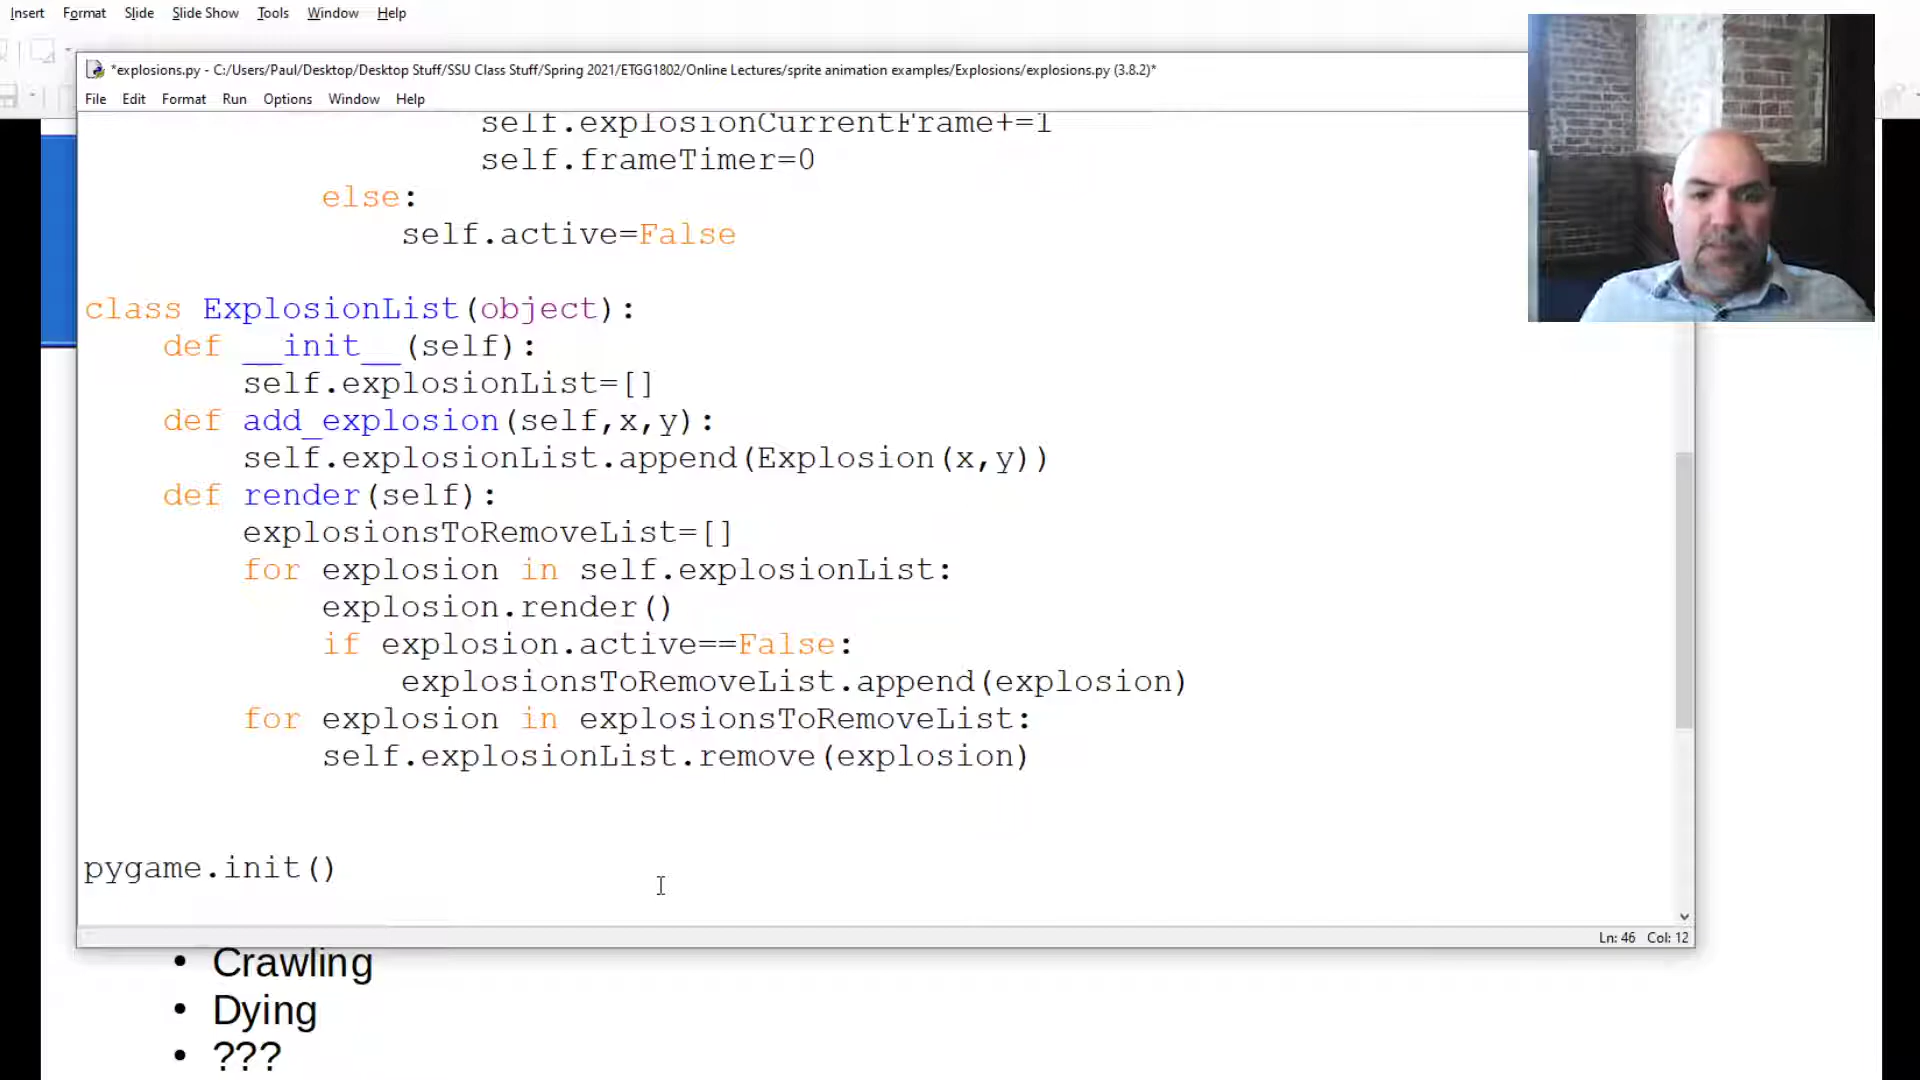 Insert Format Slide Slide Show Tools Window Help
*explosions.py - C:/Users/Paul/Desktop/Desktop Stuff/SSU Class Stuff/Spring 2021/ETGG1802/Online Lectures/sprite animation examples/Explosions/explosions.py (3.8.2)*
File Edit Format Run Options Window Help
self.explosionCurrentFrame+=1
self.frameTimer=0
else:
self.active=False
class ExplosionList(object):
def __init__(self):
self.explosionList=[]
def add_explosion(self,x,y):
self.explosionList.append(Explosion(x,y))
def render(self):
explosionsToRemoveList=[]
for explosion in self.explosionList:
explosion.render()
if explosion.active==False:
explosionsToRemoveList.append(explosion)
for explosion in explosionsToRemoveList:
self.explosionList.remove(explosion)
pygame.init()
Ln: 46 Col: 12
• Crawling
• Dying
• ???